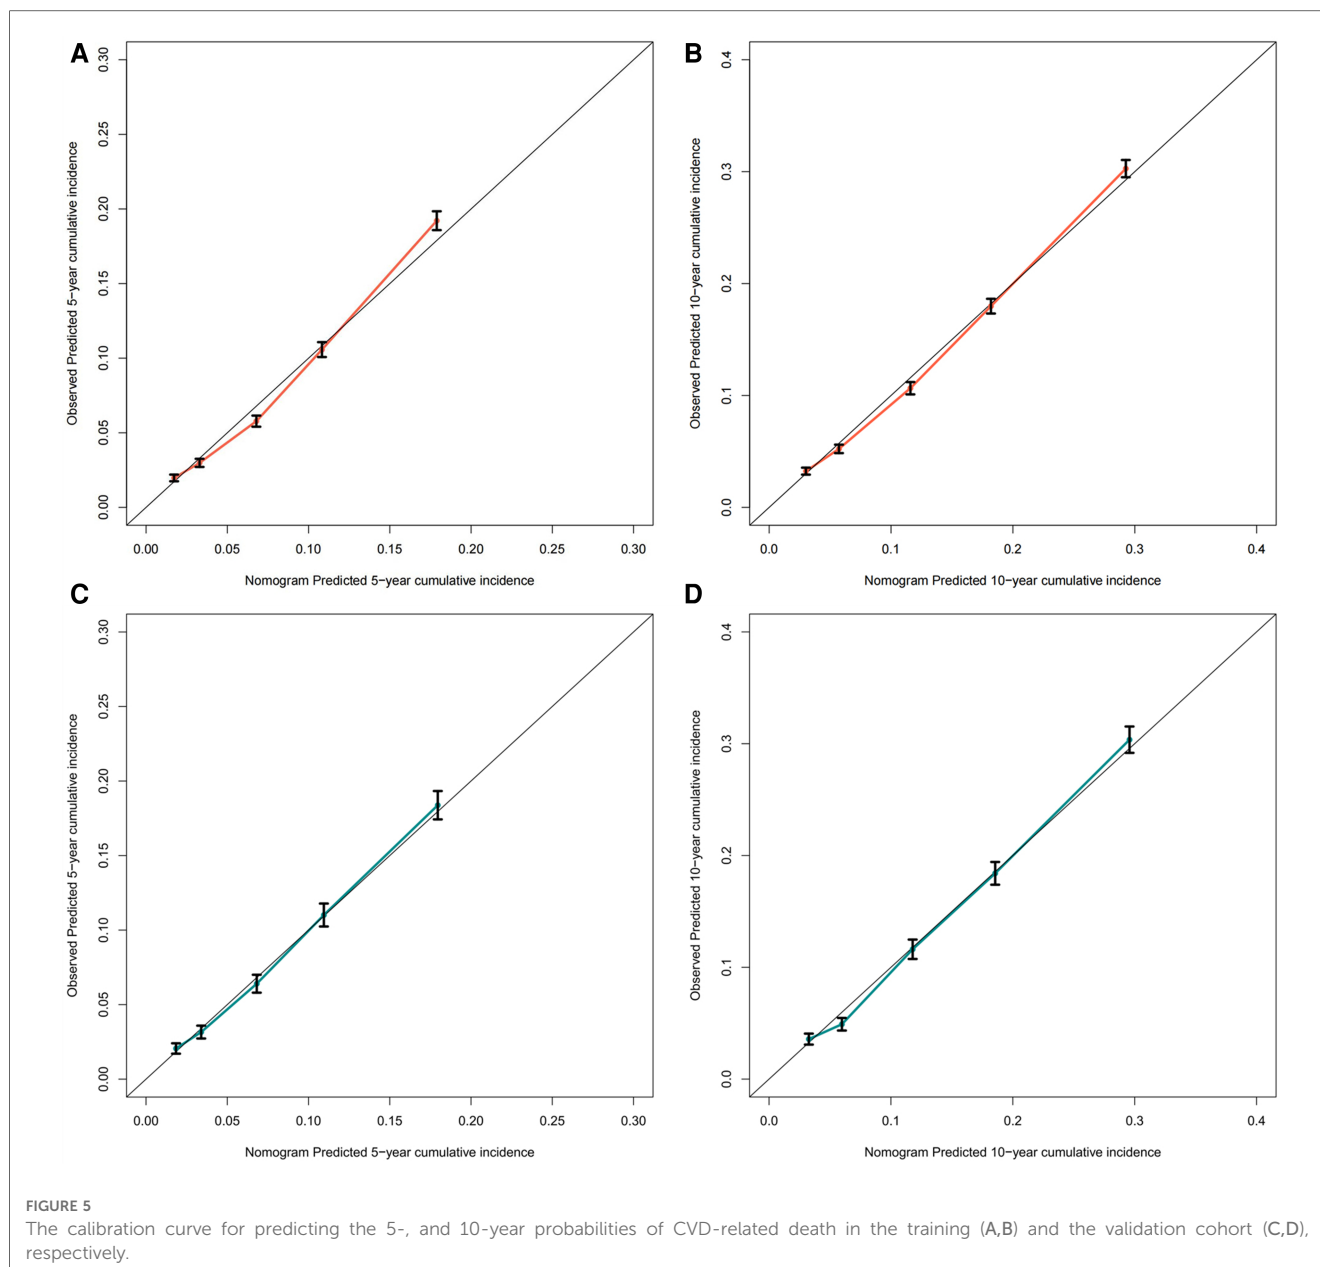 A
0.30
0.25
0.20
0.15
0.10
0.05
0.00
Observed Predicted 5−year cumulative incidence
0.00 0.05 0.10 0.15 0.20 0.25 0.30
Nomogram Predicted 5−year cumulative incidence
B
0.4
0.3
0.2
0.1
0.0
Observed Predicted 10−year cumulative incidence
0.0 0.1 0.2 0.3 0.4
Nomogram Predicted 10−year cumulative incidence
C
0.30
0.25
0.20
0.15
0.10
0.05
0.00
Observed Predicted 5−year cumulative incidence
0.00 0.05 0.10 0.15 0.20 0.25 0.30
Nomogram Predicted 5−year cumulative incidence
D
0.4
0.3
0.2
0.1
0.0
Observed Predicted 10−year cumulative incidence
0.0 0.1 0.2 0.3 0.4
Nomogram Predicted 10−year cumulative incidence
FIGURE 5
The calibration curve for predicting the 5-, and 10-year probabilities of CVD-related death in the training (A,B) and the validation cohort (C,D),
respectively.